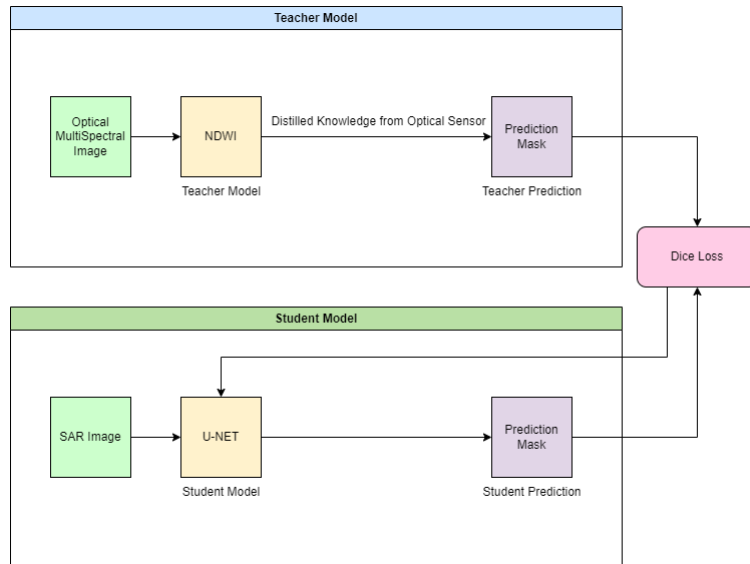 Teacher Model
Optical
MultiSpectral
Image
NDWI
Distilled Knowledge from Optical Sensor
Prediction
Mask
Teacher Model
Teacher Prediction
Dice Loss
Student Model
SAR Image
U-NET
Prediction
Mask
Student Model
Student Prediction